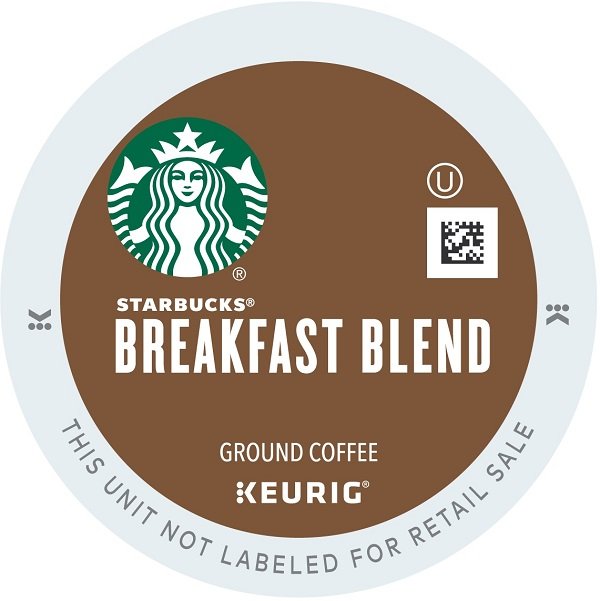 Ⓤ
®
STARBUCKS®
BREAKFAST BLEND
GROUND COFFEE
KEURIG®
THIS UNIT NOT LABELED FOR RETAIL SALE